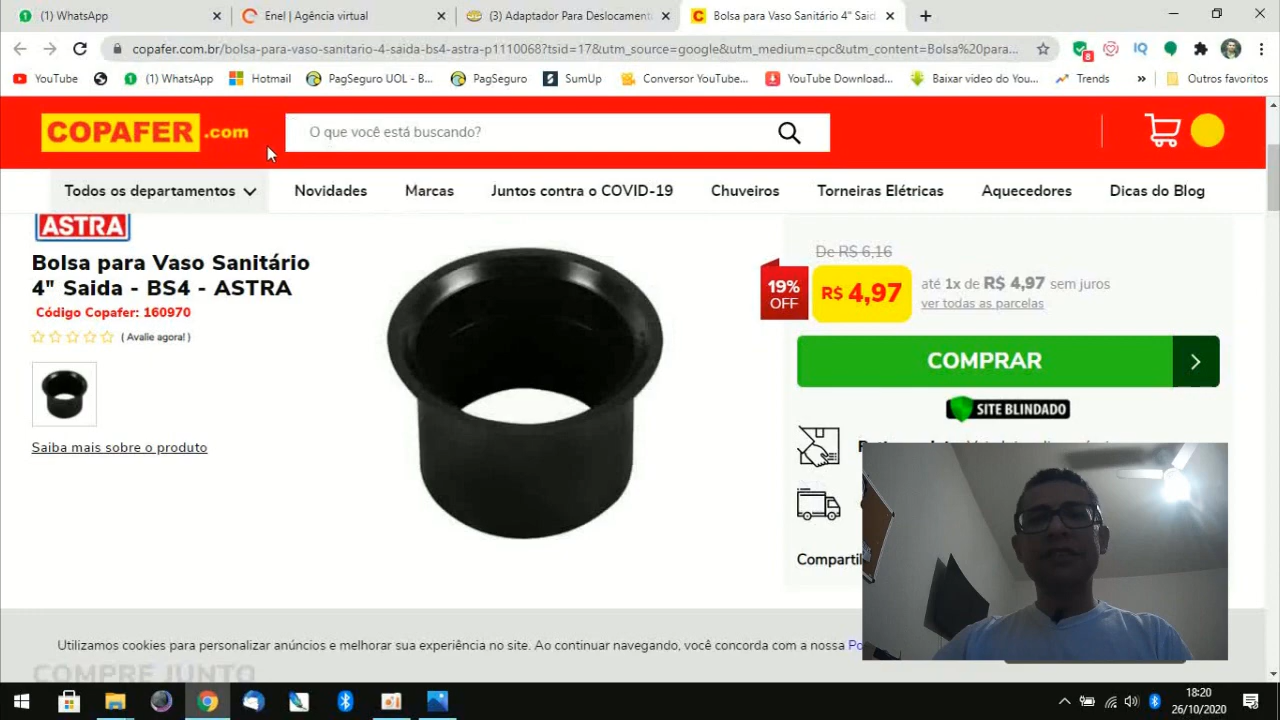 (1) WhatsApp
Enel | Agência virtual
(3) Adaptador Para Deslocament
Bolsa para Vaso Sanitário 4" Said
copafer.com.br/bolsa-para-vaso-sanitario-4-saida-bs4-astra-p1110068?tsid=17&utm_source=google&utm_medium=cpc&utm_content=Bolsa%20para...
8
IQ
YouTube
(1) WhatsApp
Hotmail
PagSeguro UOL - B...
PagSeguro
SumUp
Conversor YouTube...
YouTube Download...
Baixar video do You...
Trends
»
Outros favoritos
COPAFER.com
O que você está buscando?
Todos os departamentos
Novidades
Marcas
Juntos contra o COVID-19
Chuveiros
Torneiras Elétricas
Aquecedores
Dicas do Blog
ASTRA
Bolsa para Vaso Sanitário
4" Saida - BS4 - ASTRA
Código Copafer: 160970
( Avalie agora! )
Saiba mais sobre o produto
De R$ 6,16
19%
OFF
R$ 4,97
até 1x de R$ 4,97 sem juros
ver todas as parcelas
COMPRAR
SITE BLINDADO
Compartil
Utilizamos cookies para personalizar anúncios e melhorar sua experiência no site. Ao continuar navegando, você concorda com a nossa Po
COMPRE JUNTO
18:20
26/10/2020